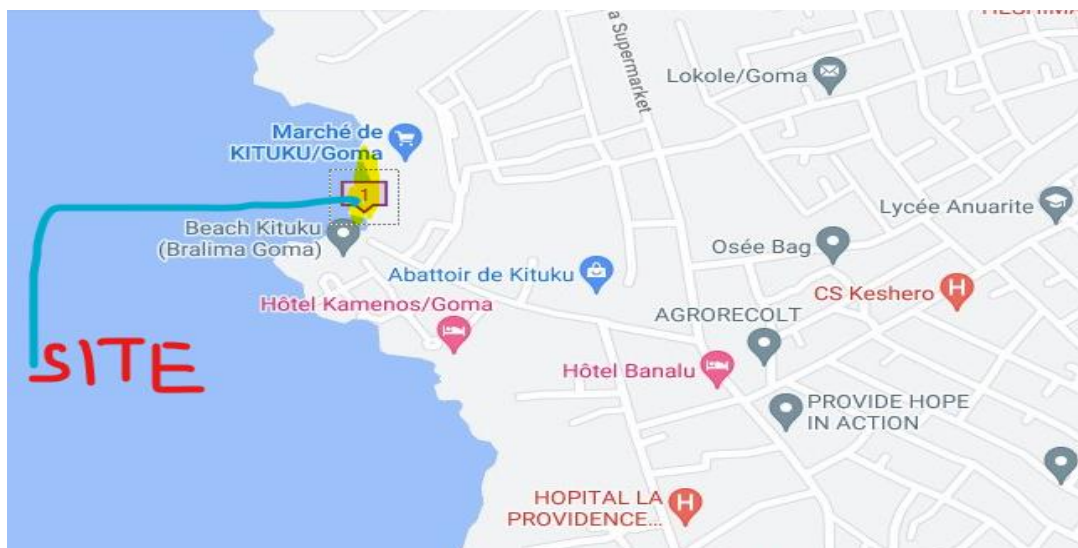 a Supermarket
Lokole/Goma
Marché de
KITUKU/Goma
1
Lycée Anuarite
Beach Kituku
(Bralima Goma)
Osée Bag
Abattoir de Kituku
CS Keshero
H
Hôtel Kamenos/Goma
AGRORECOLT
SITE
Hôtel Banalu
PROVIDE HOPE
IN ACTION
HOPITAL LA
PROVIDENCE...
H